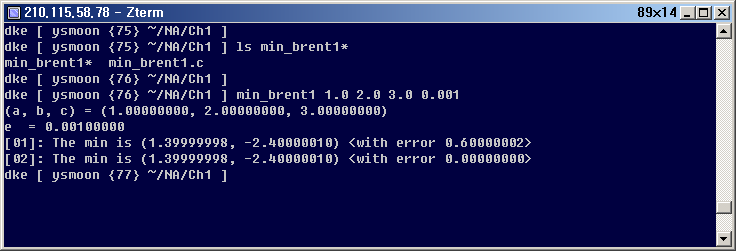 210.115.58.78 - Zterm 89×14
dke [ ysmoon {75} ~/NA/Ch1 ]
dke [ ysmoon {75} ~/NA/Ch1 ] ls min_brent*
min_brent1*  min_brent1.c
dke [ ysmoon {76} ~/NA/Ch1 ]
dke [ ysmoon {76} ~/NA/Ch1 ] min_brent1 1.0 2.0 3.0 0.001
(a, b, c) = (1.00000000, 2.00000000, 3.00000000)
e  = 0.00100000
[01]: The min is (1.39999998, -2.40000010) <with error 0.60000002>
[02]: The min is (1.39999998, -2.40000010) <with error 0.00000000>
dke [ ysmoon {77} ~/NA/Ch1 ]